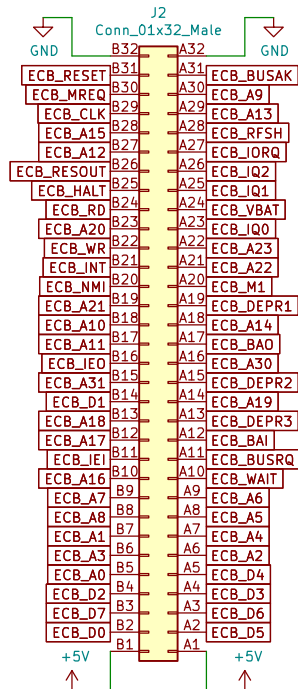 J2
Conn_01x32_Male
GND B32 A32 GND
ECB_RESET B31 A31 ECB_BUSAK
ECB_MREQ B30 A30 ECB_A9
ECB_CLK B29 A29 ECB_A13
ECB_A15 B28 A28 ECB_RFSH
ECB_A12 B27 A27 ECB_IORQ
ECB_RESOUT B26 A26 ECB_IQ2
ECB_HALT B25 A25 ECB_IQ1
ECB_RD B24 A24 ECB_VBAT
ECB_A20 B23 A23 ECB_IQ0
ECB_WR B22 A22 ECB_A23
ECB_INT B21 A21 ECB_A22
ECB_NMI B20 A20 ECB_M1
ECB_A21 B19 A19 ECB_DEPR1
ECB_A10 B18 A18 ECB_A14
ECB_A11 B17 A17 ECB_BAO
ECB_IEO B16 A16 ECB_A30
ECB_A31 B15 A15 ECB_DEPR2
ECB_D1 B14 A14 ECB_A19
ECB_A18 B13 A13 ECB_DEPR3
ECB_A17 B12 A12 ECB_BAI
ECB_IEI B11 A11 ECB_BUSRQ
ECB_A16 B10 A10 ECB_WAIT
ECB_A7 B9 A9 ECB_A6
ECB_A8 B8 A8 ECB_A5
ECB_A1 B7 A7 ECB_A4
ECB_A3 B6 A6 ECB_A2
ECB_A0 B5 A5 ECB_D4
ECB_D2 B4 A4 ECB_D3
ECB_D7 B3 A3 ECB_D6
ECB_D0 B2 A2 ECB_D5
+5V B1 A1 +5V